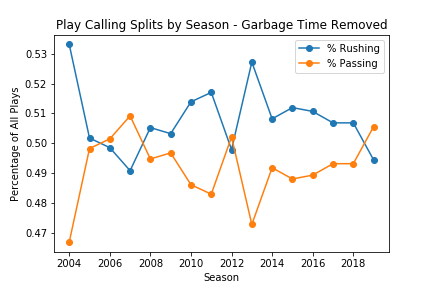 Play Calling Splits by Season - Garbage Time Removed
% Rushing
% Passing
Percentage of All Plays
0.53
0.52
0.51
0.50
0.49
0.48
0.47
2004 2006 2008 2010 2012 2014 2016 2018
Season